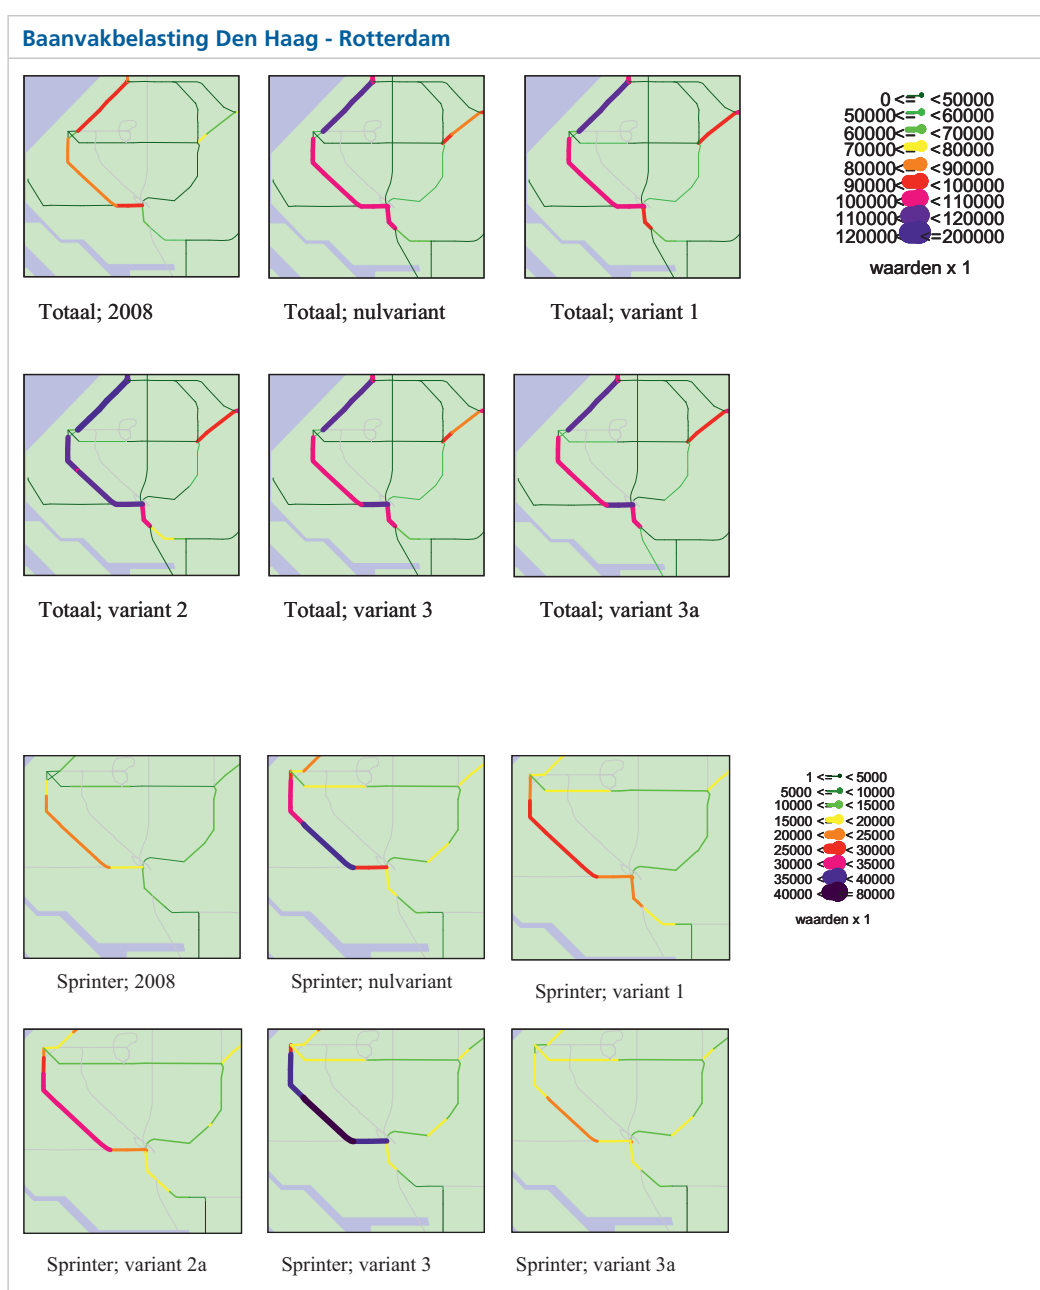 Baanvakbelasting Den Haag - Rotterdam
0 <= <50000
50000<= <60000
60000<= <70000
70000<= <80000
80000<= <90000
90000< <100000
100000< <110000
110000< <120000
120000< <=200000
waarden x 1
Totaal; 2008
Totaal; nulvariant
Totaal; variant 1
Totaal; variant 2
Totaal; variant 3
Totaal; variant 3a
1 <= < 5000
5000 <= < 10000
10000 <= < 15000
15000 <= < 20000
20000 <= < 25000
25000 < < 30000
30000 < < 35000
35000 < < 40000
40000 < = 80000
waarden x 1
Sprinter; 2008
Sprinter; nulvariant
Sprinter; variant 1
Sprinter; variant 2a
Sprinter; variant 3
Sprinter; variant 3a